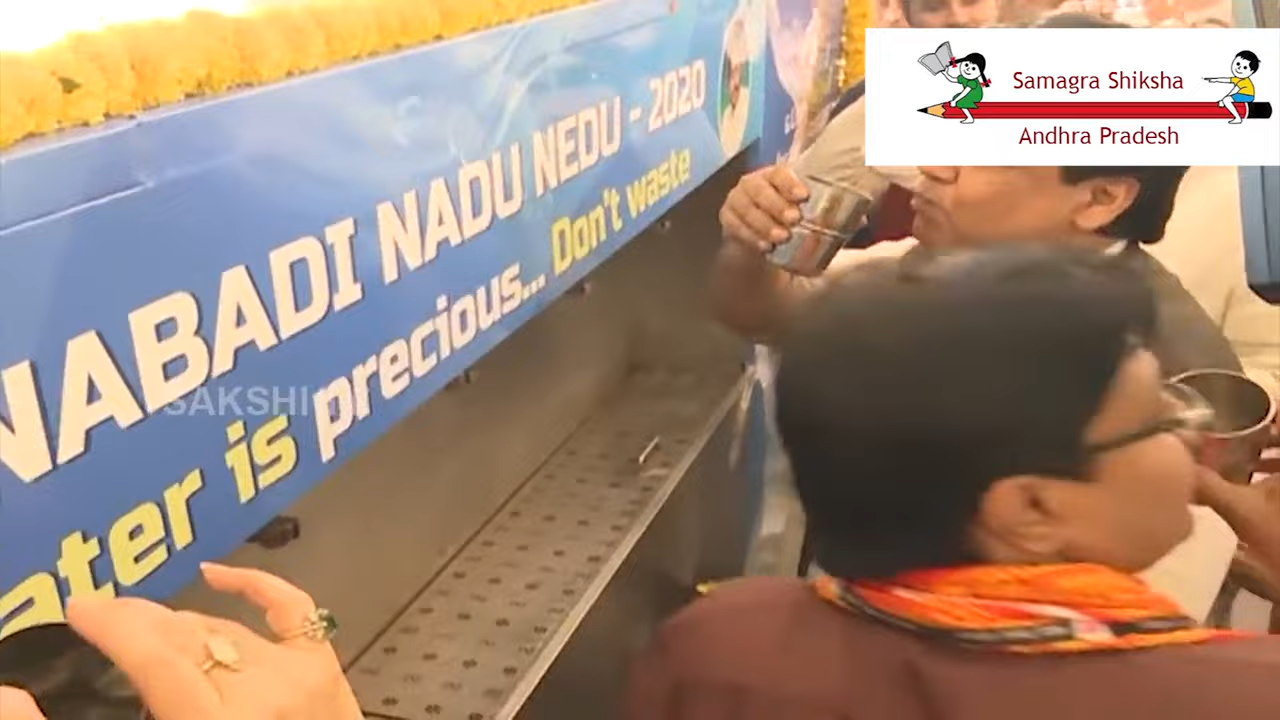 Samagra Shiksha
Andhra Pradesh
NABADI NADU NEDU - 2020
ater is precious... Don't waste
SAKSHI